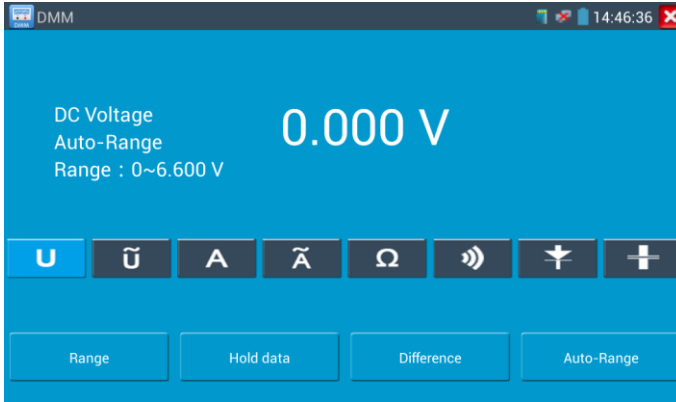 DMM
DMM
14:46:36
DC Voltage
0.000 V
Auto-Range
Range : 0~6.600 V
U Ũ A Ã Ω
Range Hold data Difference Auto-Range